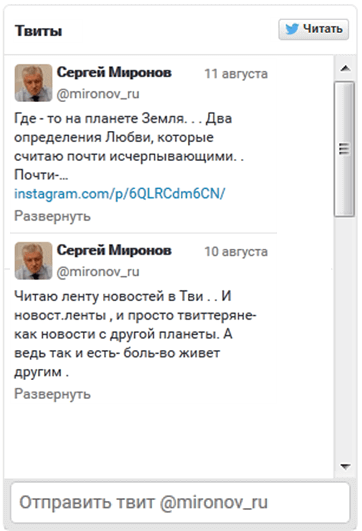 Твиты
Читать
Сергей Миронов 11 августа
@mironov_ru
Где - то на планете Земля. . . Два
определения Любви, которые
считаю почти исчерпывающими. .
Почти-...
instagram.com/p/6QLRCdm6CN/
Развернуть
Сергей Миронов 10 августа
@mironov_ru
Читаю ленту новостей в Тви . . И
новост.ленты , и просто твиттеряне-
как новости с другой планеты. А
ведь так и есть- боль-во живет
другим .
Развернуть
Отправить твит @mironov_ru